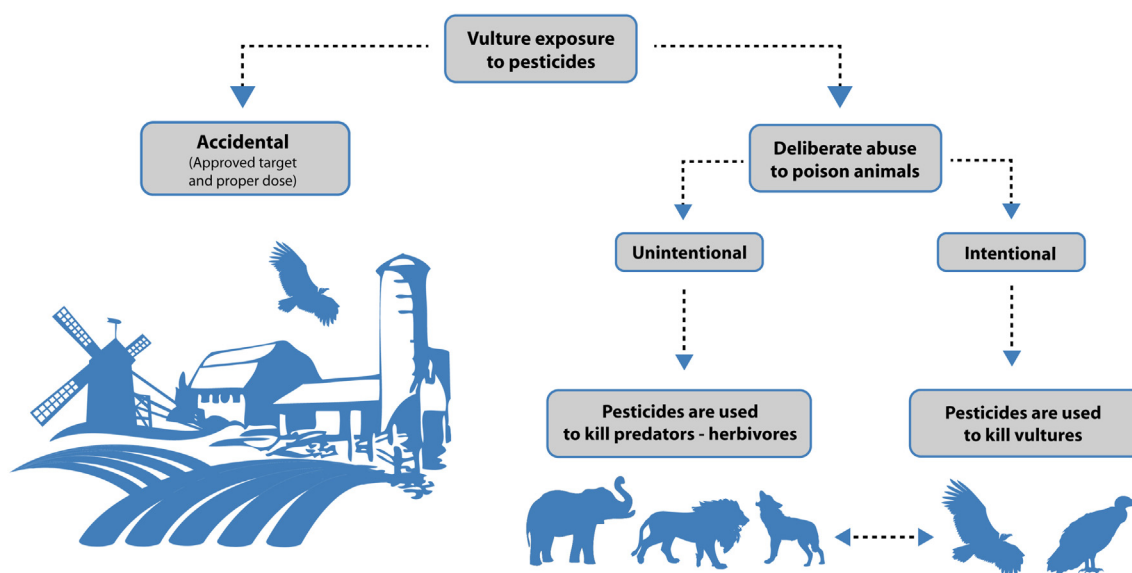 Vulture exposure
to pesticides
Accidental
(Approved target
and proper dose)
Deliberate abuse
to poison animals
Unintentional
Intentional
Pesticides are used
to kill predators - herbivores
Pesticides are used
to kill vultures